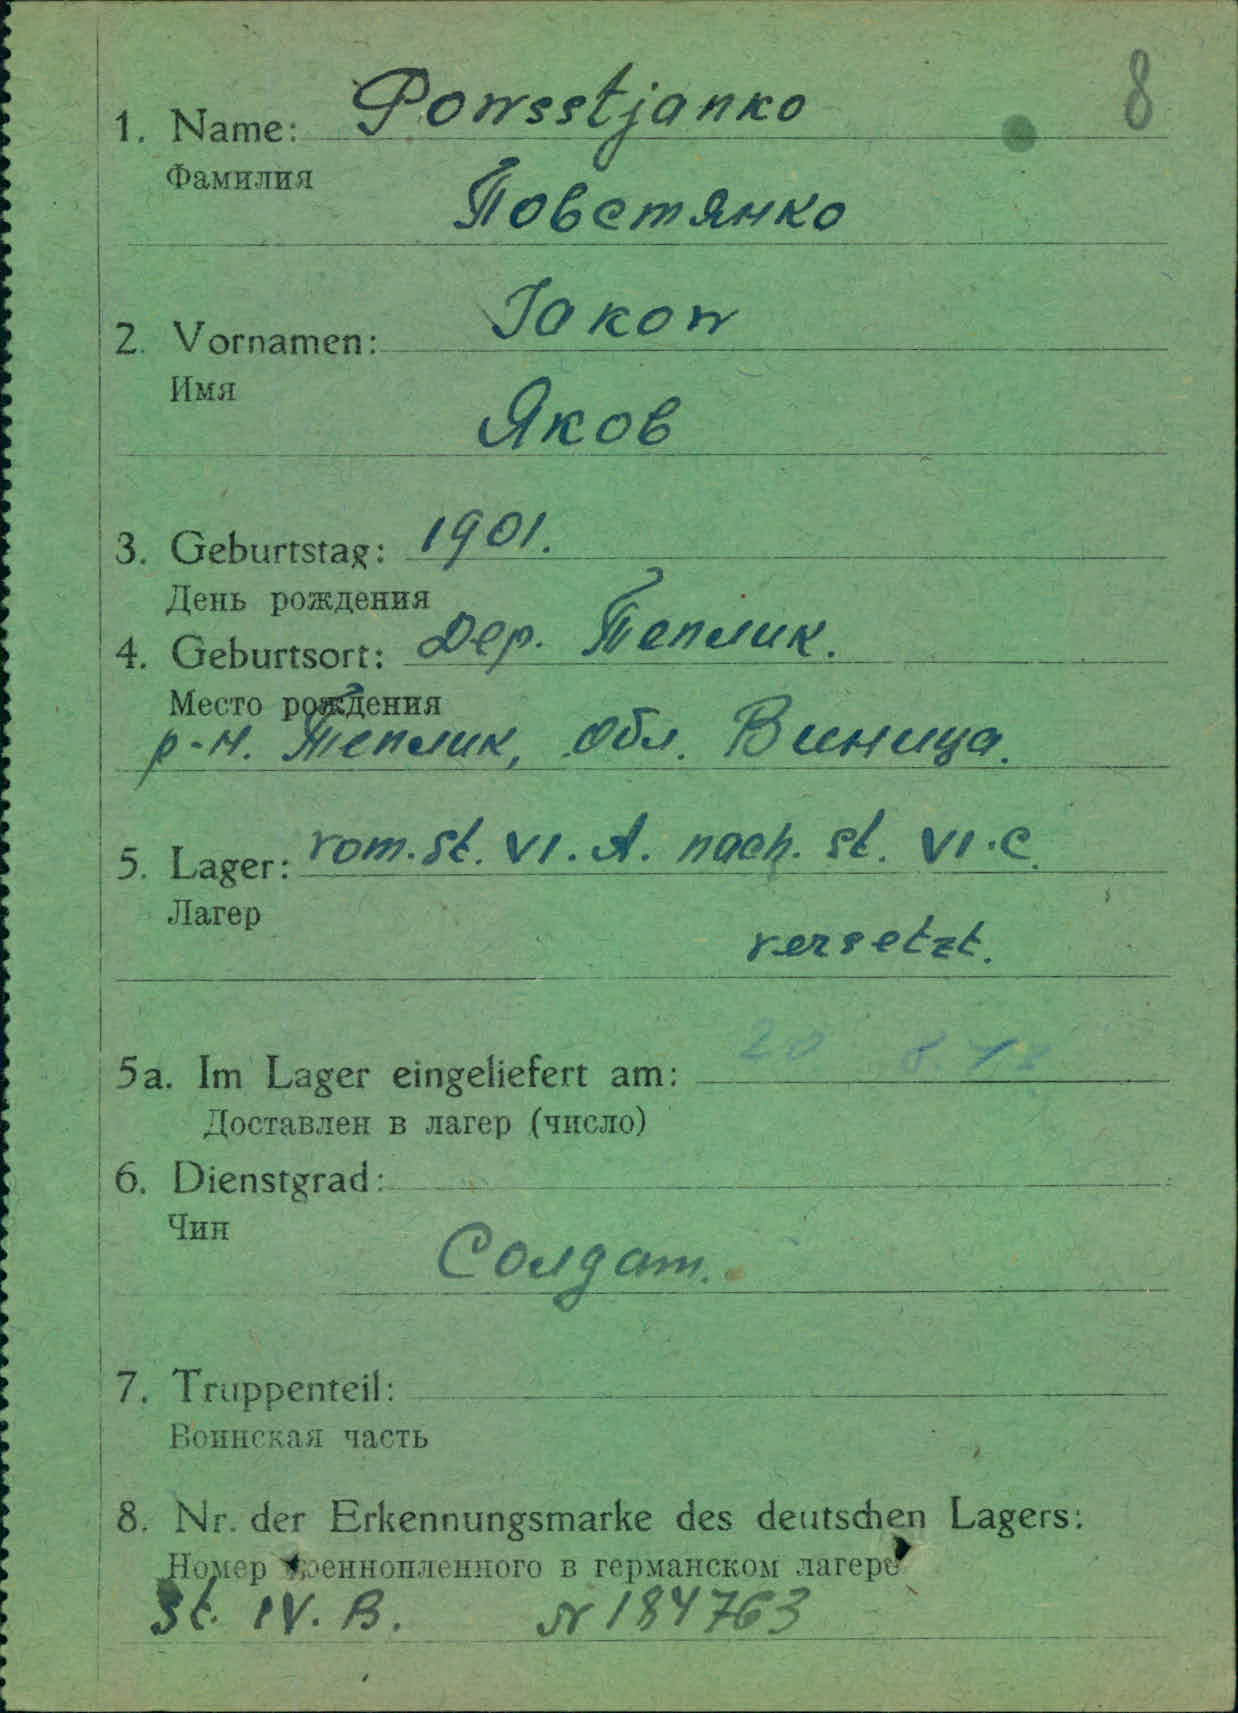 8
1. Name: Powsstjanko
Фамилия
Повстянко
2. Vornamen: Jakow
Имя
Яков
3. Geburtstag: 1901.
День рождения
4. Geburtsort: Дер. Теплик.
Место рождения
р-н. Теплик, обл. Виница.
5. Lager: vom. st. VI. A. nach. st. VI. C.
Лагер
versetzt.
5a. Im Lager eingeliefert am: 20 8.
Доставлен в лагер (число)
6. Dienstgrad:
Чин
Солдат.
7. Truppenteil:
Воинская часть
8. Nr. der Erkennungsmarke des deutschen Lagers:
Номер военнопленного в германском лагере
St. IV. B. N 184763